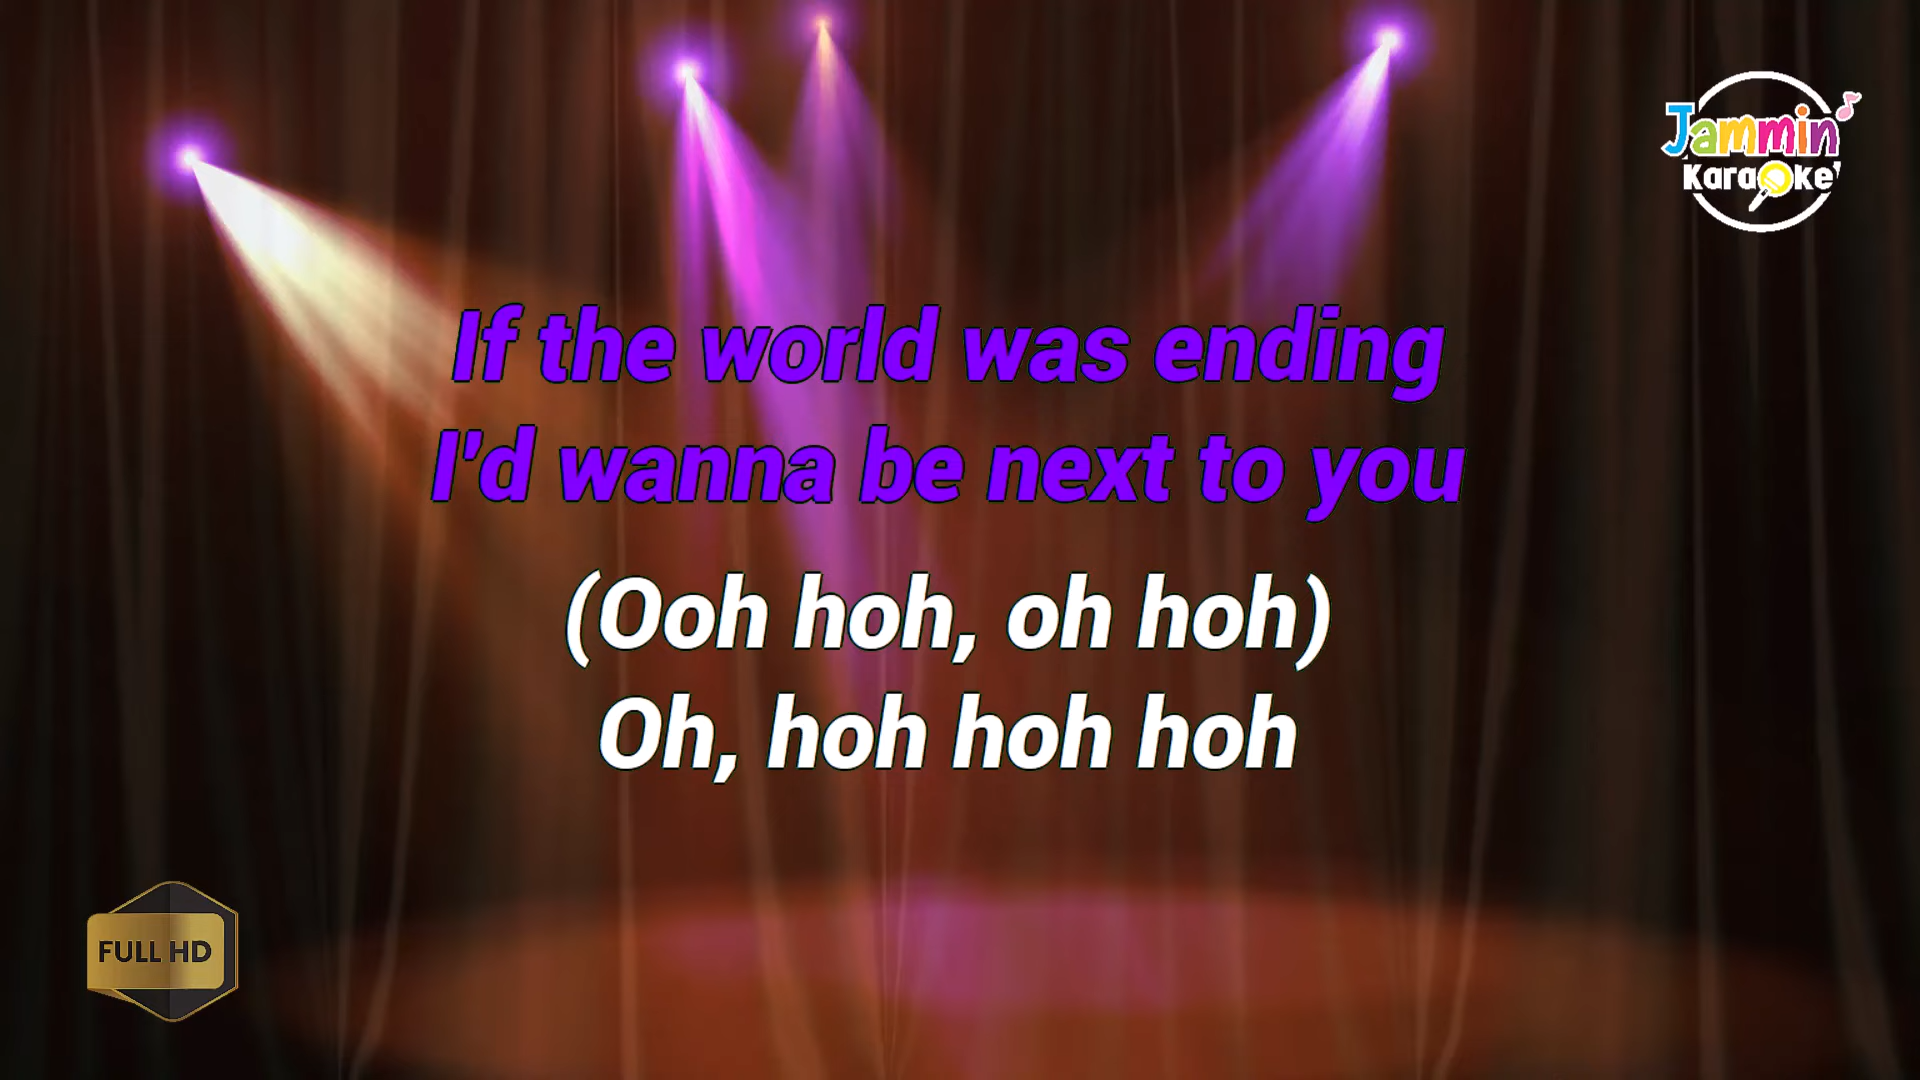 Jammin'
Karaoke
If the world was ending
I'd wanna be next to you
(Ooh hoh, oh hoh)
Oh, hoh hoh hoh
FULL HD